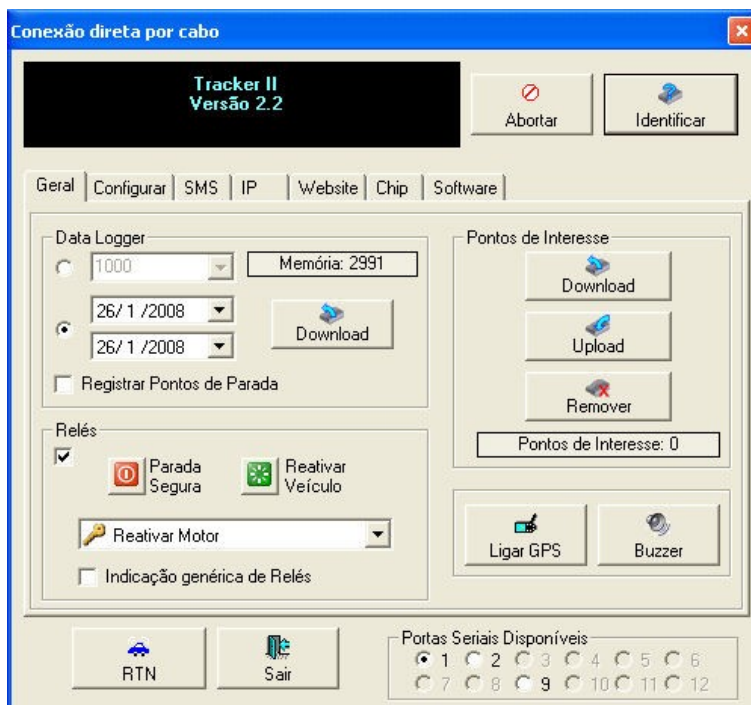 Conexão direta por cabo
Tracker II
Versão 2.2
Abortar
Identificar
Geral
Configurar
SMS
IP
Website
Chip
Software
Data Logger
1000
Memória: 2991
26/ 1 /2008
26/ 1 /2008
Download
Registrar Pontos de Parada
Relés
Parada
Segura
Reativar
Veículo
Reativar Motor
Indicação genérica de Relés
Pontos de Interesse
Download
Upload
Remover
Pontos de Interesse: 0
Ligar GPS
Buzzer
RTN
Sair
Portas Seriais Disponíveis
1 2 3 4 5 6
7 8 9 10 11 12